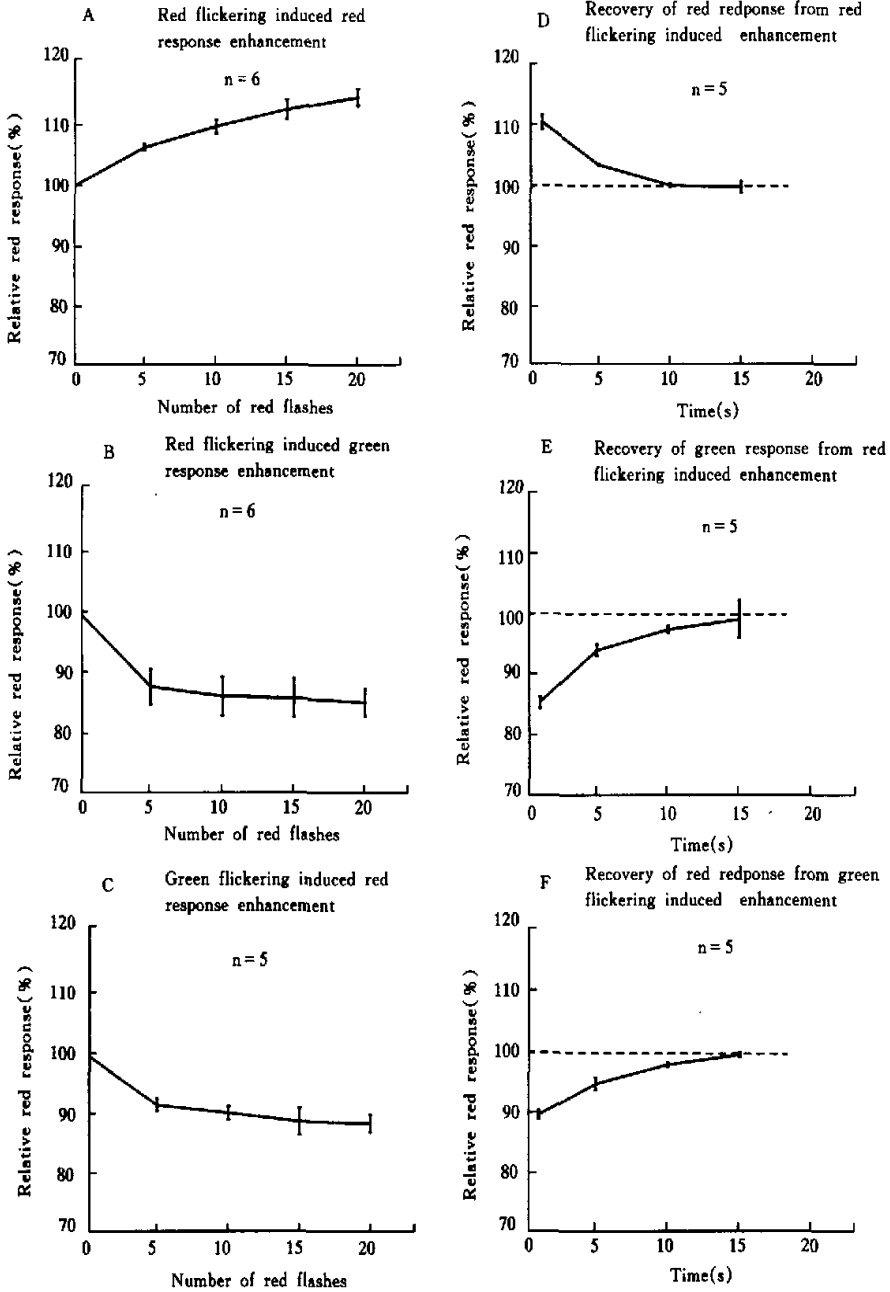 A
Red flickering induced red
response enhancement
n = 6
120
110
100
90
80
70
Relative red response(%)
0 5 10 15 20
Number of red flashes
D
Recovery of red redponse from red
flickering induced enhancement
n = 5
120
110
100
90
80
70
Relative red response(%)
0 5 10 15 20
Time(s)
B
Red flickering induced green
response enhancement
n = 6
120
110
100
90
80
70
Relative red response(%)
0 5 10 15 20
Number of red flashes
E
Recovery of green response from red
flickering induced enhancement
n = 5
120
110
100
90
80
70
Relative red response(%)
0 5 10 15 20
Time(s)
C
Green flickering induced red
response enhancement
n = 5
120
110
100
90
80
70
Relative red response(%)
0 5 10 15 20
Number of red flashes
F
Recovery of red redponse from green
flickering induced enhancement
n = 5
120
110
100
90
80
70
Relative red response(%)
0 5 10 15 20
Time(s)